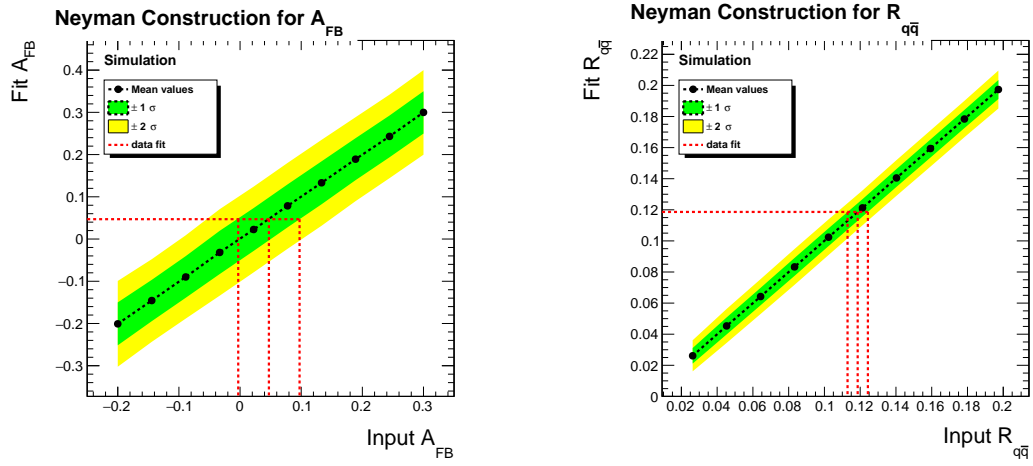 Neyman Construction for A_FB
Fit A_FB
Simulation
Mean values
± 1 σ
± 2 σ
data fit
0.4
0.3
0.2
0.1
0
−0.1
−0.2
−0.3
−0.2 −0.1 0 0.1 0.2 0.3
Input A_FB
Neyman Construction for R_qq̅
Fit R_qq̅
Simulation
Mean values
± 1 σ
± 2 σ
data fit
0.22
0.2
0.18
0.16
0.14
0.12
0.1
0.08
0.06
0.04
0.02
0
0.02 0.04 0.06 0.08 0.1 0.12 0.14 0.16 0.18 0.2
Input R_qq̅